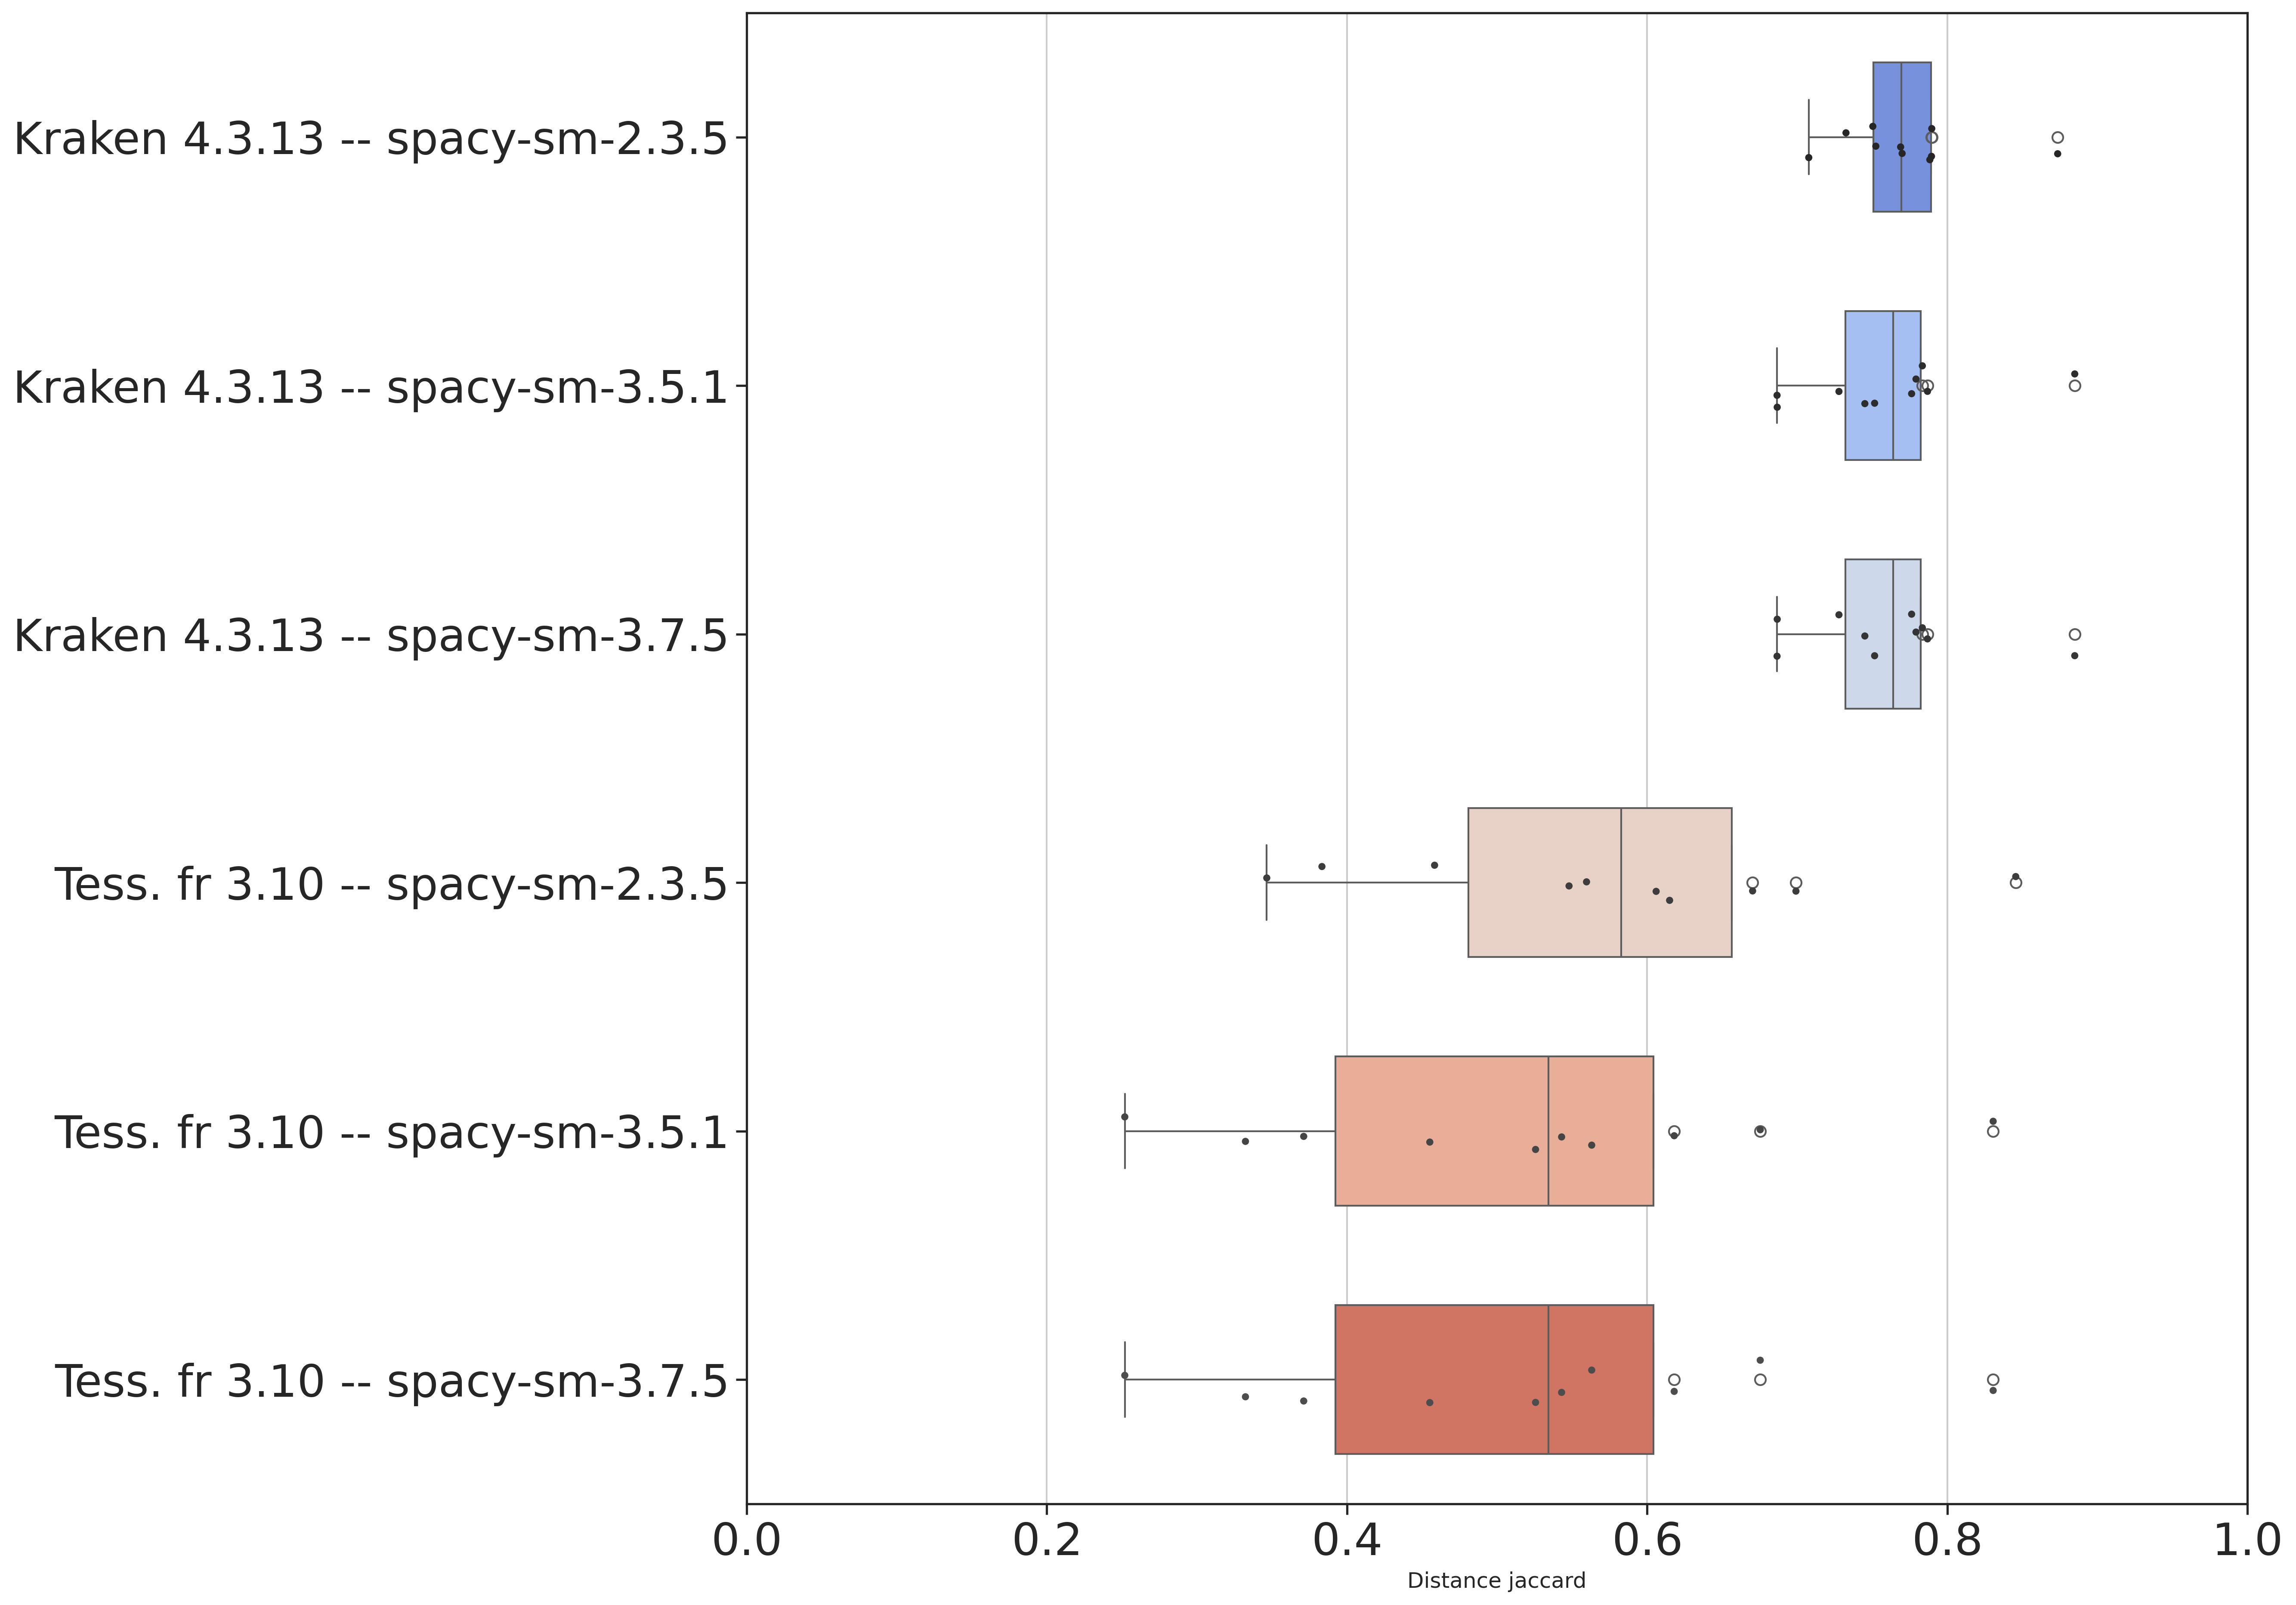 Kraken 4.3.13 -- spacy-sm-2.3.5
Kraken 4.3.13 -- spacy-sm-3.5.1
Kraken 4.3.13 -- spacy-sm-3.7.5
Tess. fr 3.10 -- spacy-sm-2.3.5
Tess. fr 3.10 -- spacy-sm-3.5.1
Tess. fr 3.10 -- spacy-sm-3.7.5
0.0 0.2 0.4 0.6 0.8 1.0
Distance jaccard